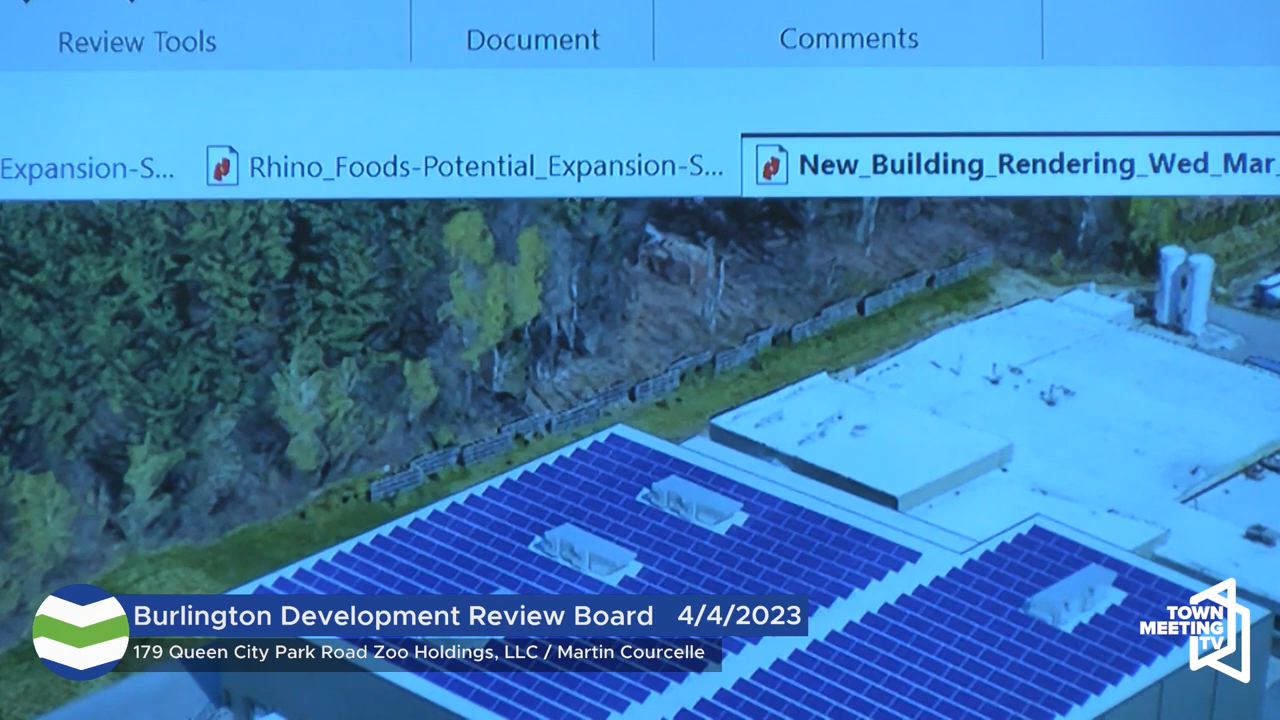 Review Tools
Document
Comments
Expansion-S...
Rhino_Foods-Potential_Expansion-S...
New_Building_Rendering_Wed_Mar_
Burlington Development Review Board 4/4/2023
179 Queen City Park Road Zoo Holdings, LLC / Martin Courcelle
TOWN
MEETING
TV